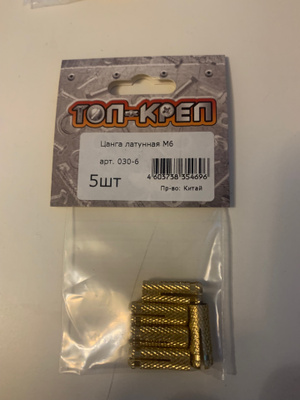 ТОП-КРЕП
Цанга латунная М6
арт. 030-6
5шт
4 603738 354696
Пр-во: Китай